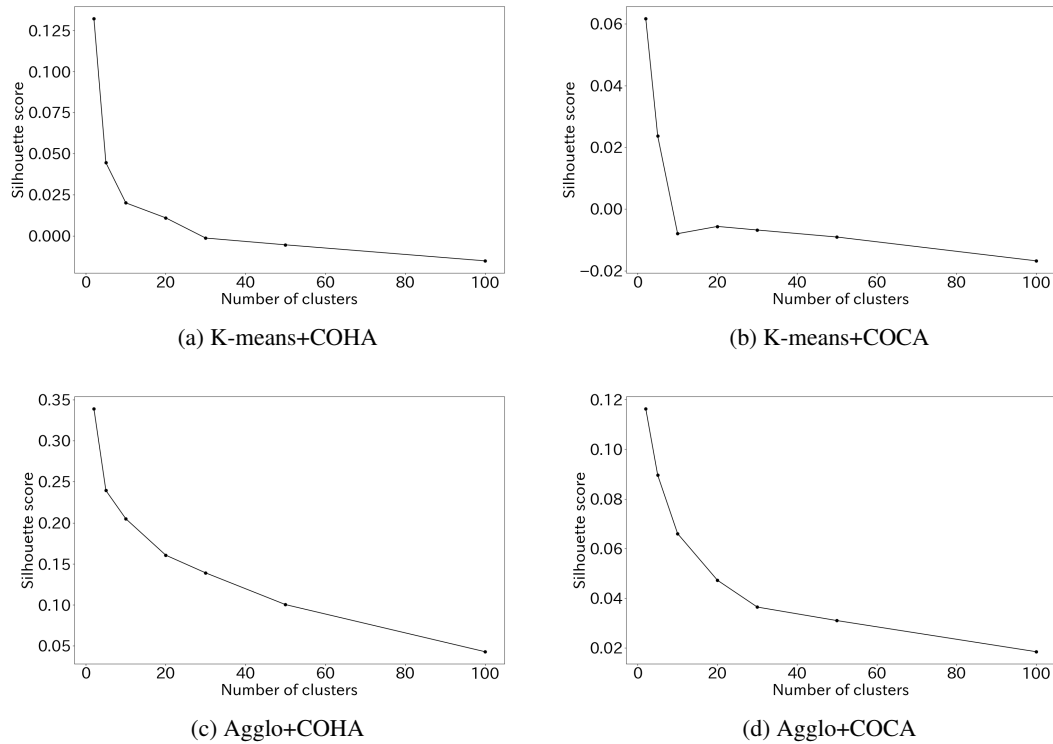 0.125
0.100
0.050
0.025
0.000
Silhouette score
0 20 40 60 80 100
Number of clusters
(a) K-means+COHA
0.06
0.04
0.02
0.00
−0.02
Silhouette score
0 20 40 60 80 100
Number of clusters
(b) K-means+COCA
0.35
0.30
0.25
0.20
0.15
0.10
0.05
Silhouette score
0 20 40 60 80 100
Number of clusters
(c) Agglo+COHA
0.12
0.10
0.08
0.06
0.04
0.02
Silhouette score
0 20 40 60 80 100
Number of clusters
(d) Agglo+COCA